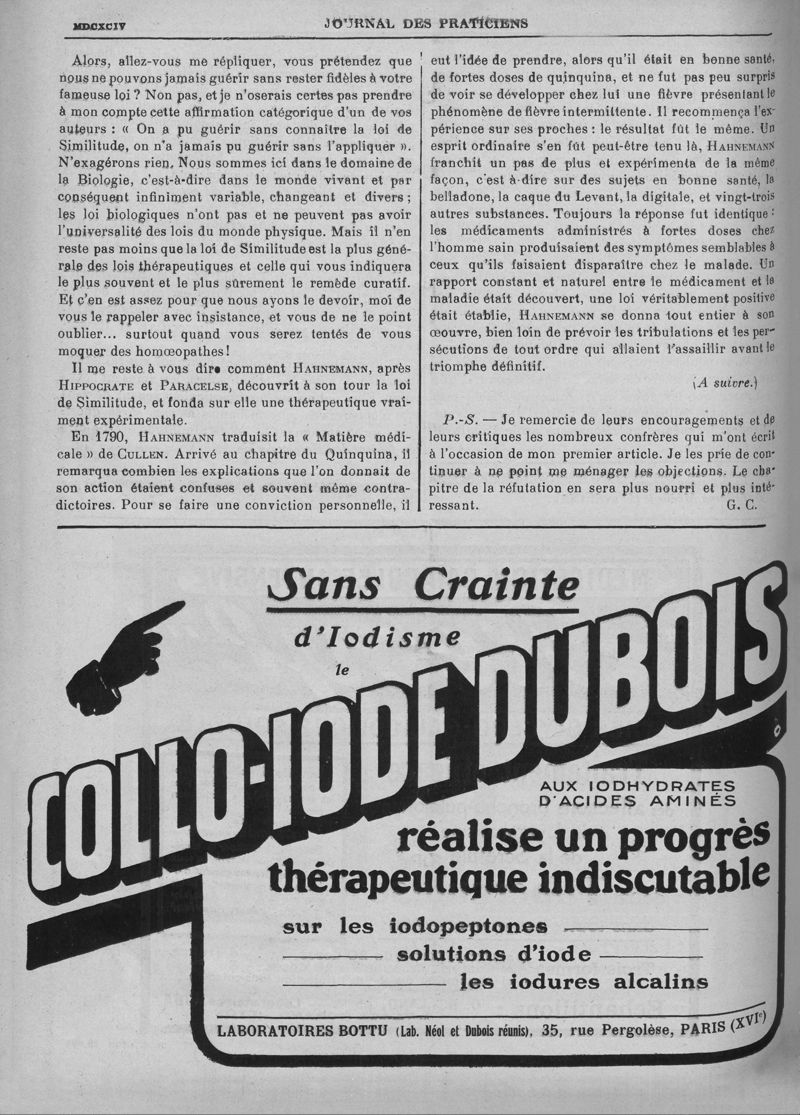 MDCXCIV
JOURNAL DES PRATICIENS
Alors, allez-vous me répliquer, vous prétendez que
nous ne pouvons jamais guérir sans rester fidèles à votre
fameuse loi ? Non pas, et je n'oserais certes pas prendre
à mon compte cette affirmation catégorique d'un de vos
auteurs : « On a pu guérir sans connaître la loi de
Similitude, on n'a jamais pu guérir sans l'appliquer ».
N'exagérons rien. Nous sommes ici dans le domaine de
la Biologie, c'est-à-dire dans le monde vivant et par
conséquent infiniment variable, changeant et divers ;
les loi biologiques n'ont pas et ne peuvent pas avoir
l'universalité des lois du monde physique. Mais il n'en
reste pas moins que la loi de Similitude est la plus géné-
rale des lois thérapeutiques et celle qui vous indiquera
le plus souvent et le plus sûrement le remède curatif.
Et c'en est assez pour que nous ayons le devoir, moi de
vous le rappeler avec insistance, et vous de ne le point
oublier... surtout quand vous serez tentés de vous
moquer des homœopathes !
Il me reste à vous dire comment HAHNEMANN, après
HIPPOCRATE et PARACELSE, découvrit à son tour la loi
de Similitude, et fonda sur elle une thérapeutique vrai-
ment expérimentale.
En 1790, HAHNEMANN traduisit la « Matière médi-
cale » de CULLEN. Arrivé au chapitre du Quinquina, il
remarqua combien les explications que l'on donnait de
son action étaient confuses et souvent même contra-
dictoires. Pour se faire une conviction personnelle, il
eut l'idée de prendre, alors qu'il était en bonne santé,
de fortes doses de quinquina, et ne fut pas peu surpris
de voir se développer chez lui une fièvre présentant le
phénomène de fièvre intermittente. Il recommença l'ex-
périence sur ses proches : le résultat fût le même. Un
esprit ordinaire s'en fût peut-être tenu là, HAHNEMANN
franchit un pas de plus et expérimenta de la même
façon, c'est à-dire sur des sujets en bonne santé, la
belladone, la caque du Levant, la digitale, et vingt-trois
autres substances. Toujours la réponse fut identique :
les médicaments administrés à fortes doses chez
l'homme sain produisaient des symptômes semblables à
ceux qu'ils faisaient disparaître chez le malade. Un
rapport constant et naturel entre le médicament et la
maladie était découvert, une loi véritablement positive
était établie, HAHNEMANN se donna tout entier à son
œouvre, bien loin de prévoir les tribulations et les per-
sécutions de tout ordre qui allaient l'assaillir avant le
triomphe définitif.
(A suivre.)
P.-S. — Je remercie de leurs encouragements et de
leurs critiques les nombreux confrères qui m'ont écrit
à l'occasion de mon premier article. Je les prie de con-
tinuer à ne point me ménager les objections. Le cha-
pitre de la réfutation en sera plus nourri et plus inté-
ressant. G. C.
Sans Crainte
d'Iodisme
le
COLLO-IODE DUBOIS
AUX IODHYDRATES
D'ACIDES AMINÉS
réalise un progrès
thérapeutique indiscutable
sur les iodopeptones
solutions d'iode
les iodures alcalins
LABORATOIRES BOTTU (Lab. Néol et Dubois réunis), 35, rue Pergolèse, PARIS (XVIe)